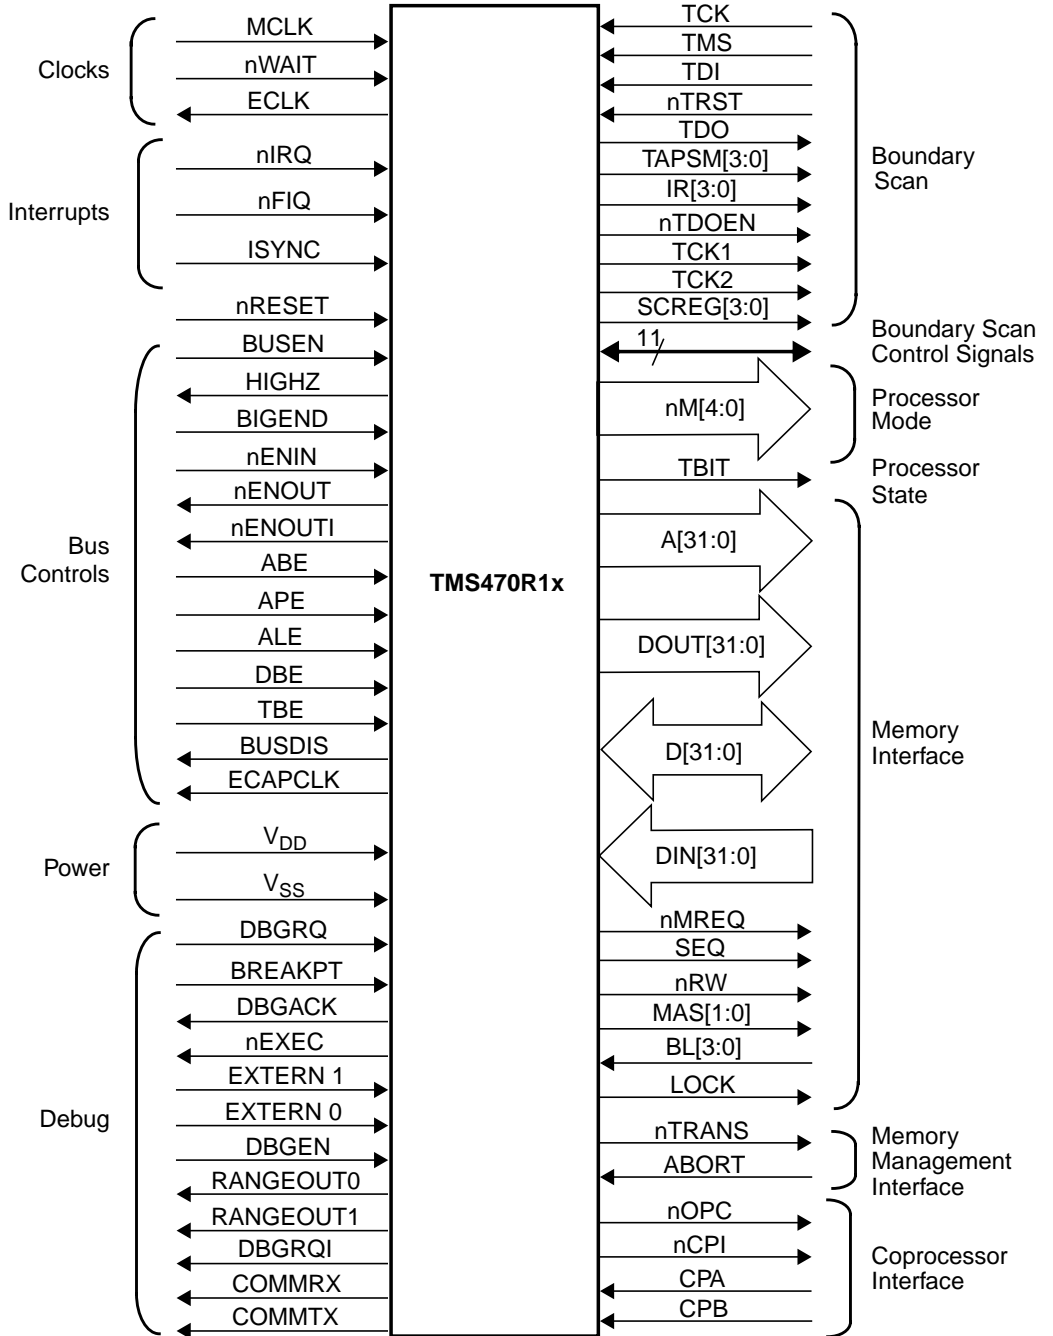 Clocks
MCLK
nWAIT
ECLK
Interrupts
nIRQ
nFIQ
ISYNC
nRESET
Bus
Controls
BUSEN
HIGHZ
BIGEND
nENIN
nENOUT
nENOUTI
ABE
APE
ALE
DBE
TBE
BUSDIS
ECAPCLK
Power
VDD
VSS
Debug
DBGRQ
BREAKPT
DBGACK
nEXEC
EXTERN 1
EXTERN 0
DBGEN
RANGEOUT0
RANGEOUT1
DBGRQI
COMMRX
COMMTX
TMS470R1x
TCK
TMS
TDI
nTRST
TDO
TAPSM[3:0]
IR[3:0]
nTDOEN
TCK1
TCK2
SCREG[3:0]
Boundary
Scan
11
Boundary Scan
Control Signals
nM[4:0]
Processor
Mode
TBIT
Processor
State
A[31:0]
DOUT[31:0]
D[31:0]
DIN[31:0]
nMREQ
SEQ
nRW
MAS[1:0]
BL[3:0]
LOCK
Memory
Interface
nTRANS
ABORT
Memory
Management
Interface
nOPC
nCPI
CPA
CPB
Coprocessor
Interface